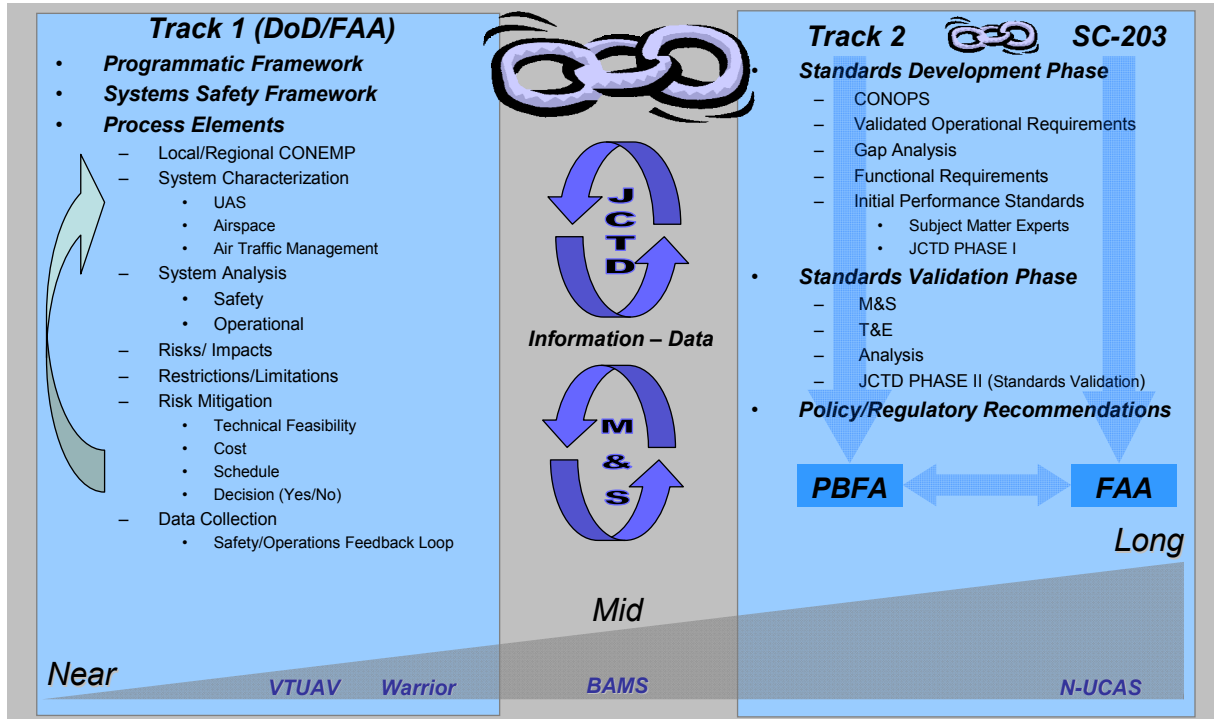 Track 1 (DoD/FAA)
• Programmatic Framework
• Systems Safety Framework
• Process Elements
– Local/Regional CONEMP
– System Characterization
• UAS
• Airspace
• Air Traffic Management
– System Analysis
• Safety
• Operational
– Risks/ Impacts
– Restrictions/Limitations
– Risk Mitigation
• Technical Feasibility
• Cost
• Schedule
• Decision (Yes/No)
– Data Collection
• Safety/Operations Feedback Loop
JCTD
Information – Data
M&S
Track 2 SC-203
• Standards Development Phase
– CONOPS
– Validated Operational Requirements
– Gap Analysis
– Functional Requirements
– Initial Performance Standards
• Subject Matter Experts
• JCTD PHASE I
• Standards Validation Phase
– M&S
– T&E
– Analysis
– JCTD PHASE II (Standards Validation)
• Policy/Regulatory Recommendations
PBFA FAA
Long
Mid
Near
VTUAV Warrior BAMS N-UCAS